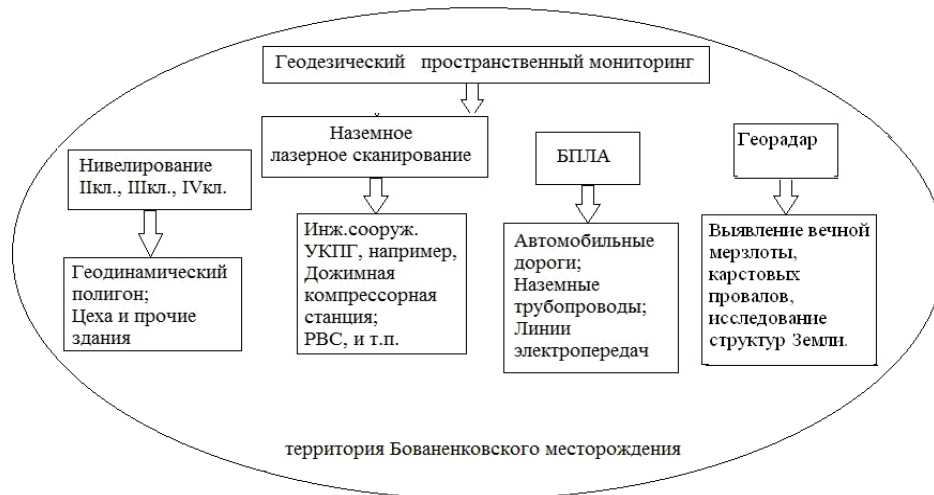 Геодезический пространственный мониторинг
Нивелирование
IIкл., IIIкл., IVкл.
Геодинамический
полигон;
Цеха и прочие
здания
Наземное
лазерное сканирование
Инж.сооруж.
УКПГ, например,
Дожимная
компрессорная
станция;
РВС, и т.п.
БПЛА
Автомобильные
дороги;
Наземные
трубопроводы;
Линии
электропередач
Георадар
Выявление вечной
мерзлоты,
карстовых
провалов,
исследование
структур Земли.
территория Бованенковского месторождения